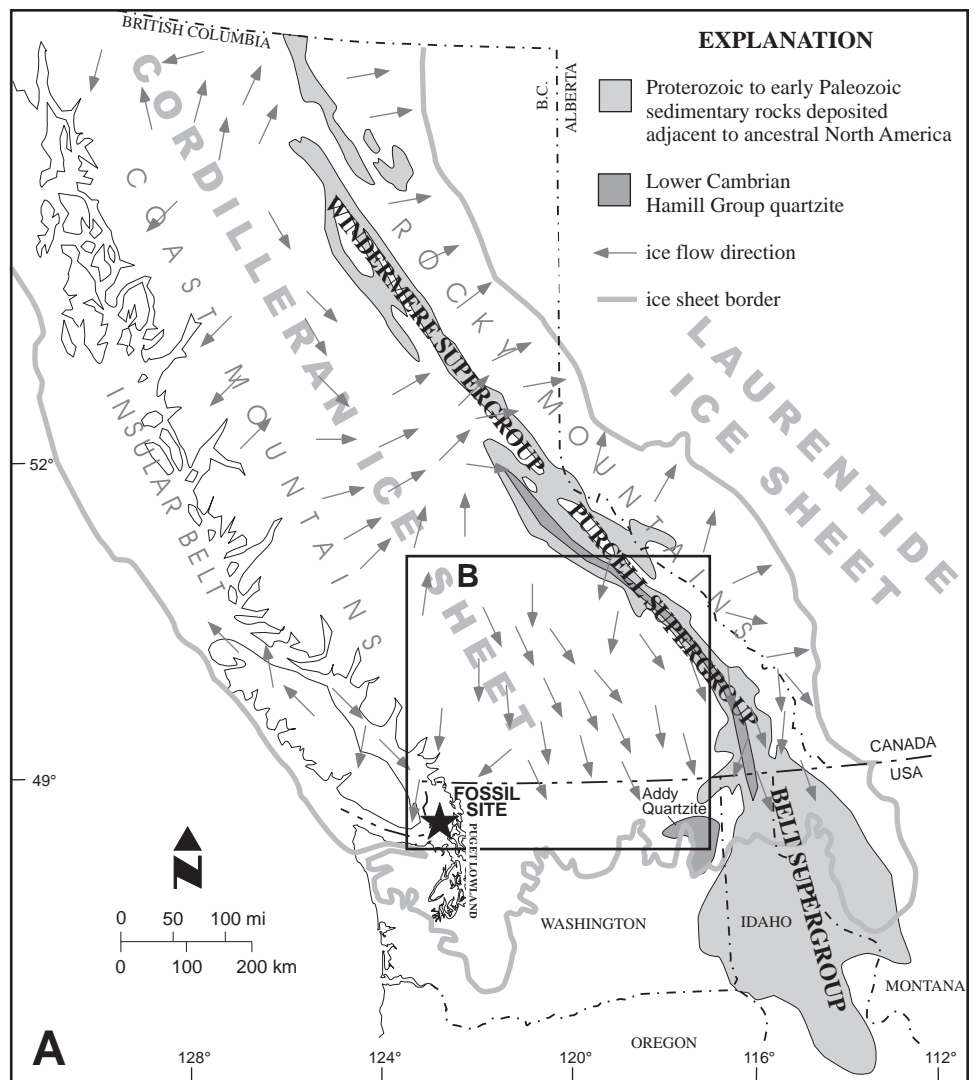 BRITISH COLUMBIA
EXPLANATION
Proterozoic to early Paleozoic
sedimentary rocks deposited
adjacent to ancestral North America
Lower Cambrian
Hamill Group quartzite
ice flow direction
ice sheet border
B.C.
ALBERTA
CORDILLERAN ICE SHEET
COAST MOUNTAINS
INSULAR BELT
ROCKY MOUNTAINS
WINDERMERE SUPERGROUP
PURCELL SUPERGROUP
BELT SUPERGROUP
LAURENTIDE
ICE SHEET
52°
49°
B
CANADA
USA
FOSSIL
SITE
Addy
Quartzite
PUGET LOWLAND
N
0 50 100 mi
0 100 200 km
WASHINGTON
IDAHO
MONTANA
OREGON
A
128° 124° 120° 116° 112°